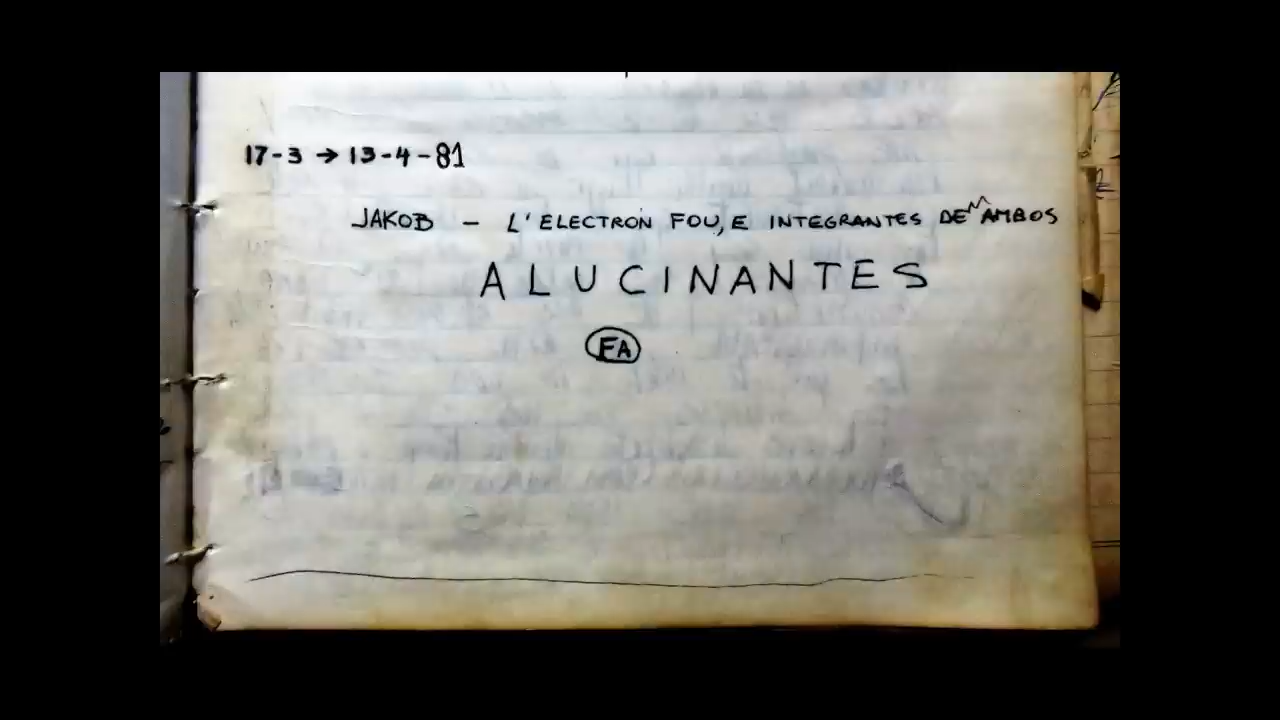 17-3 → 13-4-81
JAKOB - L'ELECTRON FOU, E INTEGRANTES DE AMBOS
ALUCINANTES
FA